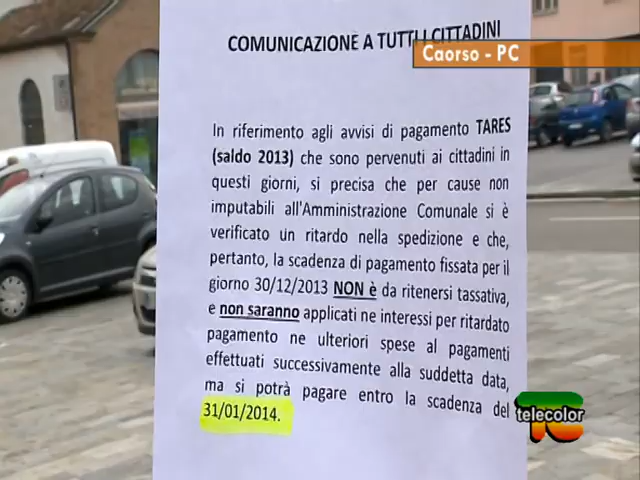 COMUNICAZIONE A TUTTI I CITTADINI
Caorso - PC
In riferimento agli avvisi di pagamento TARES
(saldo 2013) che sono pervenuti ai cittadini in
questi giorni, si precisa che per cause non
imputabili all'Amministrazione Comunale si è
verificato un ritardo nella spedizione e che,
pertanto, la scadenza di pagamento fissata per il
giorno 30/12/2013 NON è da ritenersi tassativa,
e non saranno applicati ne interessi per ritardato
pagamento ne ulteriori spese al pagamenti
effettuati successivamente alla suddetta data,
ma si potrà pagare entro la scadenza del
31/01/2014.
telecolor